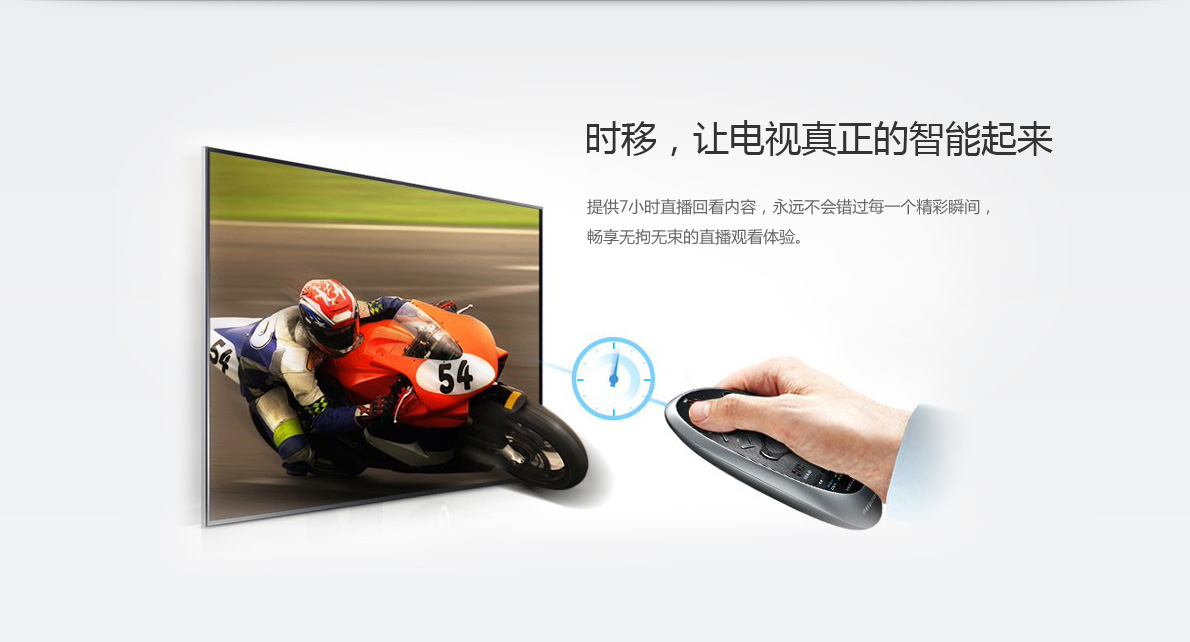 时移，让电视真正的智能起来
提供7小时直播回看内容，永远不会错过每一个精彩瞬间，
畅享无拘无束的直播观看体验。
54
54